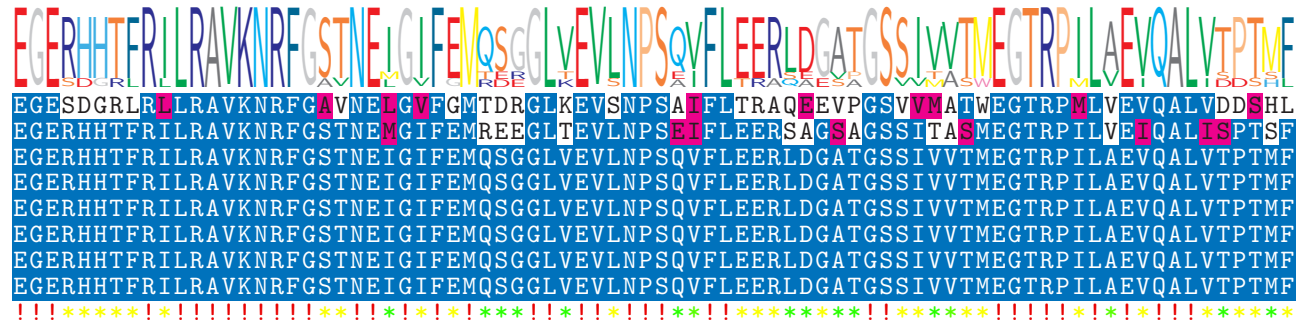 EGERHHTFRILRAVKNRFGSTNEIGIFEMQSGGLVEVLNPSQVFLEERLDGATGSSIVVTMEGTRPILAEVQALVTPTMF
EGESDGRLRLLRAVKNRFGAVNELGVFGMTDRGLKEVSNPSAIFLTRAQEEVPGSVVMATWEGTRPMLVEVQALVDDSHL
EGERHHTFRILRAVKNRFGSTNEMGIFEMREEGLTEVLNPSEIFLEERSAGSAGSSITASMEGTRPILVEIQALISPTSF
EGERHHTFRILRAVKNRFGSTNEIGIFEMQSGGLVEVLNPSQVFLEERLDGATGSSIVVTMEGTRPILAEVQALVTPTMF
EGERHHTFRILRAVKNRFGSTNEIGIFEMQSGGLVEVLNPSQVFLEERLDGATGSSIVVTMEGTRPILAEVQALVTPTMF
EGERHHTFRILRAVKNRFGSTNEIGIFEMQSGGLVEVLNPSQVFLEERLDGATGSSIVVTMEGTRPILAEVQALVTPTMF
EGERHHTFRILRAVKNRFGSTNEIGIFEMQSGGLVEVLNPSQVFLEERLDGATGSSIVVTMEGTRPILAEVQALVTPTMF
EGERHHTFRILRAVKNRFGSTNEIGIFEMQSGGLVEVLNPSQVFLEERLDGATGSSIVVTMEGTRPILAEVQALVTPTMF
EGERHHTFRILRAVKNRFGSTNEIGIFEMQSGGLVEVLNPSQVFLEERLDGATGSSIVVTMEGTRPILAEVQALVTPTMF
!!!*****!*!!!!!!!!!**!!*!*!*!***!!*!!*!!!**!!********!!******!!!!!*!*!*!!!******